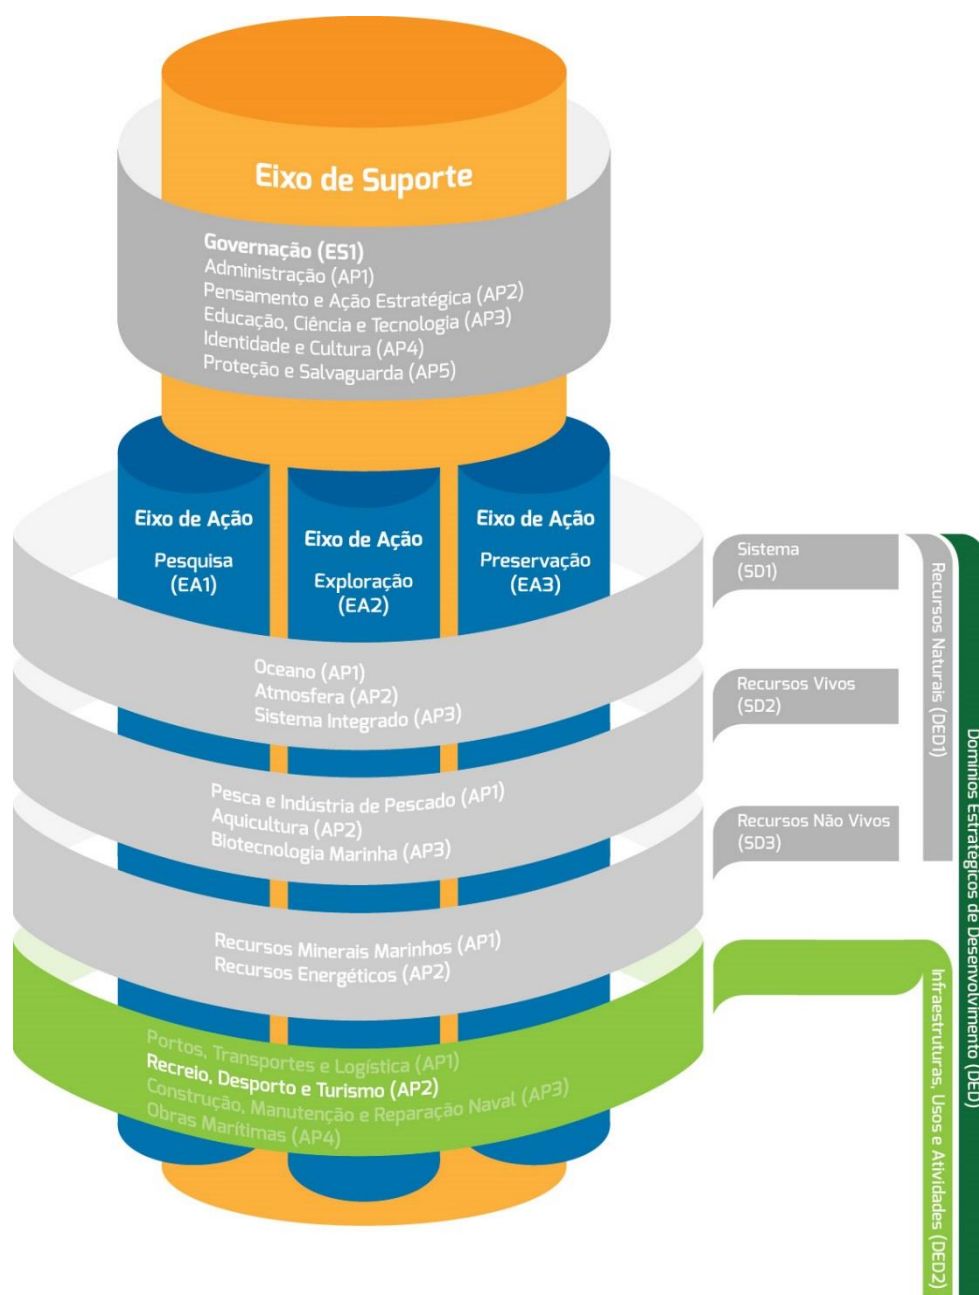 Eixo de Suporte
Governação (ES1)
Administração (AP1)
Pensamento e Ação Estratégica (AP2)
Educação, Ciência e Tecnologia (AP3)
Identidade e Cultura (AP4)
Proteção e Salvaguarda (AP5)
Eixo de Ação
Pesquisa
(EA1)
Eixo de Ação
Exploração
(EA2)
Eixo de Ação
Preservação
(EA3)
Oceano (AP1)
Atmosfera (AP2)
Sistema Integrado (AP3)
Sistema
(SD1)
Pesca e Indústria de Pescado (AP1)
Aquicultura (AP2)
Biotecnologia Marinha (AP3)
Recursos Vivos
(SD2)
Recursos Minerais Marinhos (AP1)
Recursos Energéticos (AP2)
Recursos Não Vivos
(SD3)
Recursos Naturais (DED1)
Portos, Transportes e Logística (AP1)
Recreio, Desporto e Turismo (AP2)
Construção, Manutenção e Reparação Naval (AP3)
Obras Marítimas (AP4)
Infraestruturas, Usos e Atividades (DED2)
Domínios Estratégicos de Desenvolvimento (DED)